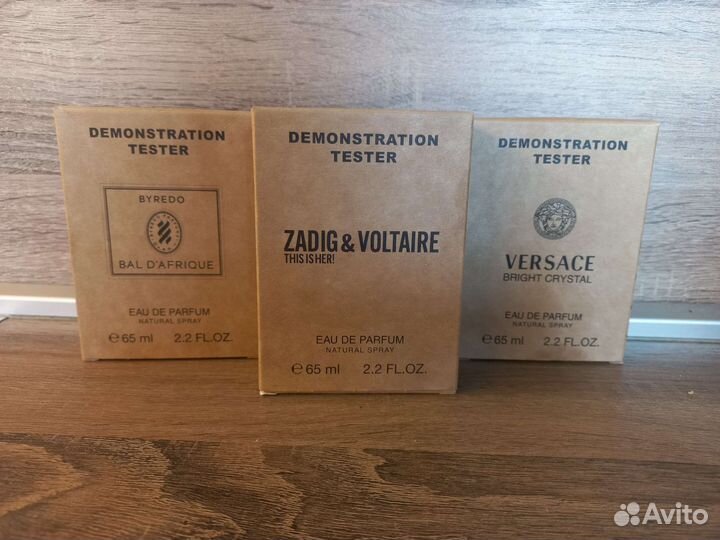 DEMONSTRATION
TESTER
BYREDO
BAL D'AFRIQUE
EAU DE PARFUM
NATURAL SPRAY
℮ 65 ml 2.2 FL.OZ.
DEMONSTRATION
TESTER
ZADIG & VOLTAIRE
THIS IS HER!
EAU DE PARFUM
NATURAL SPRAY
℮ 65 ml 2.2 FL.OZ.
DEMONSTRATION
TESTER
VERSACE
BRIGHT CRYSTAL
EAU DE PARFUM
NATURAL SPRAY
℮ 65 ml 2.2 FL.OZ.
Avito